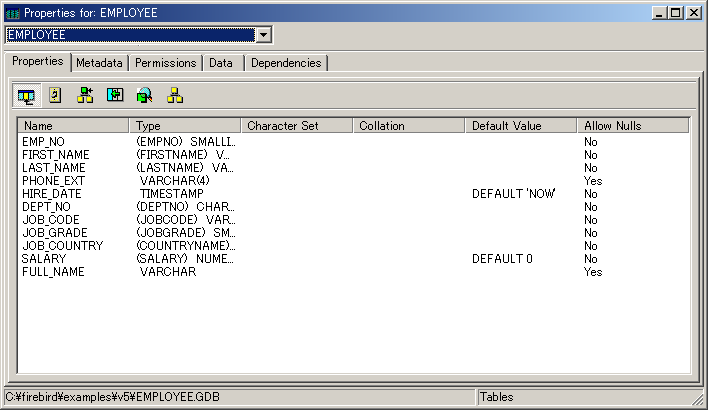 Properties for: EMPLOYEE
EMPLOYEE
Properties Metadata Permissions Data Dependencies
Name Type Character Set Collation Default Value Allow Nulls
EMP_NO (EMPNO) SMALLI... No
FIRST_NAME (FIRSTNAME) V... No
LAST_NAME (LASTNAME) VA... No
PHONE_EXT VARCHAR(4) Yes
HIRE_DATE TIMESTAMP DEFAULT 'NOW' No
DEPT_NO (DEPTNO) CHAR... No
JOB_CODE (JOBCODE) VAR... No
JOB_GRADE (JOBGRADE) SM... No
JOB_COUNTRY (COUNTRYNAME)... No
SALARY (SALARY) NUME... DEFAULT 0 No
FULL_NAME VARCHAR Yes
C:¥firebird¥examples¥v5¥EMPLOYEE.GDB Tables